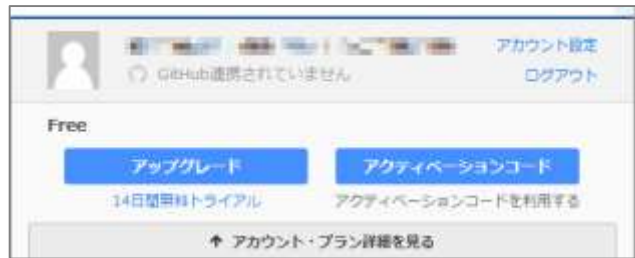 アカウント設定
GitHub連携されていません
ログアウト
Free
アップグレード
アクティベーションコード
14日間無料トライアル
アクティベーションコードを利用する
↑ アカウント・プラン詳細を見る